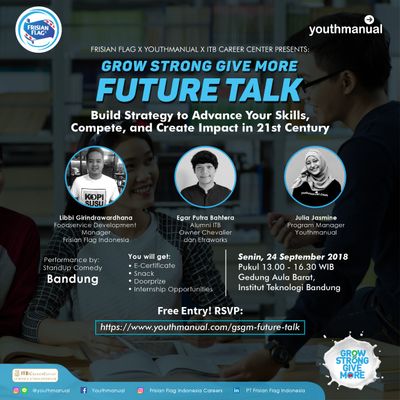 FRISIAN
FLAG
youthmanual
FRISIAN FLAG X YOUTHMANUAL X ITB CAREER CENTER PRESENTS:
GROW STRONG GIVE MORE
FUTURE TALK
Build Strategy to Advance Your Skills,
Compete, and Create Impact in 21st Century
KOPI
SUSU
Libbi Girindrawardhana
Foodservice Development
Manager
Frisian Flag Indonesia
Egar Putra Bahtera
Alumni ITB
Owner Chevalier
dan Etraworks
Julia Jasmine
Program Manager
Youthmanual
Performance by:
StandUp Comedy
Bandung
You will get:
• E-Certificate
• Snack
• Doorprize
• Internship Opportunities
Senin, 24 September 2018
Pukul 13.00 - 16.30 WIB
Gedung Aula Barat,
Institut Teknologi Bandung
Free Entry! RSVP:
https://www.youthmanual.com/gsgm-future-talk
GROW
STRONG
GIVE
MORE
ITB CareerCenter
@youthmanual
Youthmanual
Frisian Flag Indonesia Careers
PT Frisian Flag Indonesia